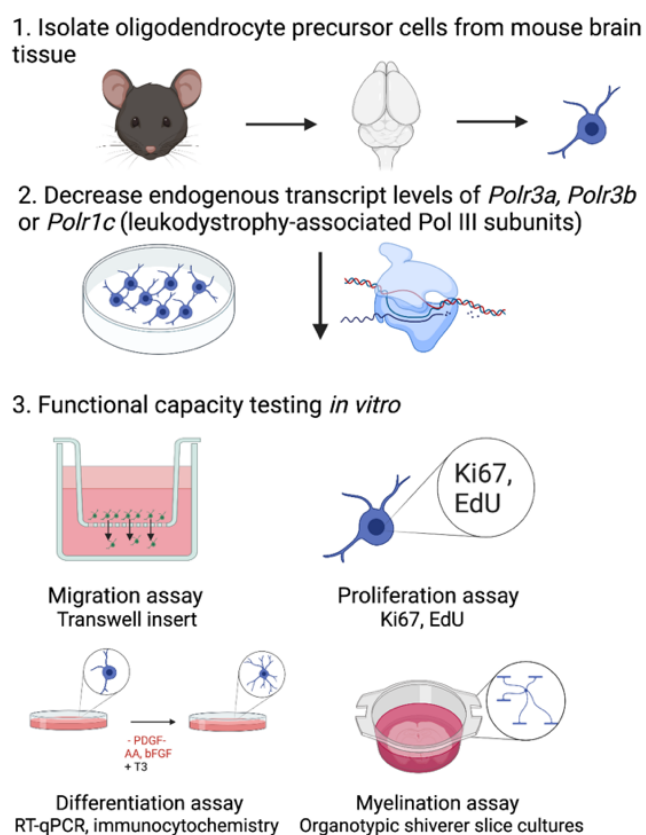 1. Isolate oligodendrocyte precursor cells from mouse brain
tissue
2. Decrease endogenous transcript levels of Polr3a, Polr3b
or Polr1c (leukodystrophy-associated Pol III subunits)
3. Functional capacity testing in vitro
Ki67,
EdU
Migration assay
Transwell insert
Proliferation assay
Ki67, EdU
- PDGF-
AA, bFGF
+ T3
Differentiation assay
RT-qPCR, immunocytochemistry
Myelination assay
Organotypic shiverer slice cultures